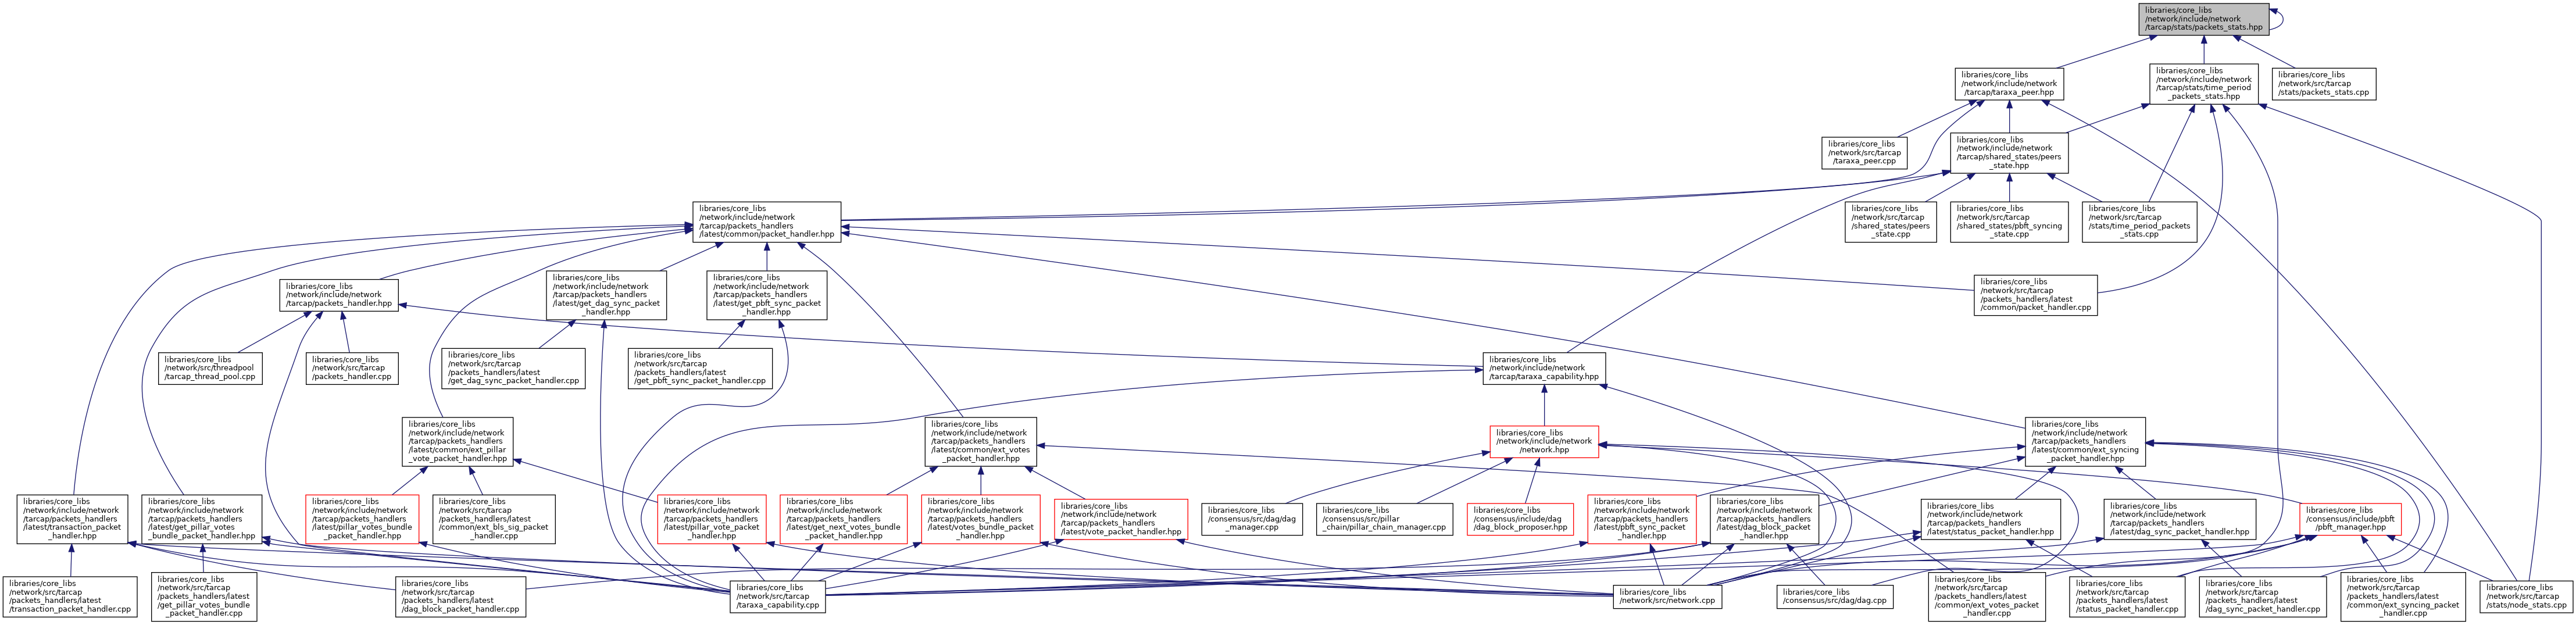 libraries/core_libs
/network/include/network
/tarcap/stats/packets_stats.hpp
libraries/core_libs
/network/include/network
/tarcap/taraxa_peer.hpp
libraries/core_libs
/network/include/network
/tarcap/stats/time_period
_packets_stats.hpp
libraries/core_libs
/network/src/tarcap
/stats/packets_stats.cpp
libraries/core_libs
/network/src/tarcap
/taraxa_peer.cpp
libraries/core_libs
/network/include/network
/tarcap/shared_states/peers
_state.hpp
libraries/core_libs
/network/include/network
/tarcap/packets_handlers
/latest/common/packet_handler.hpp
libraries/core_libs
/network/src/tarcap
/shared_states/peers
_state.cpp
libraries/core_libs
/network/src/tarcap
/shared_states/pbft_syncing
_state.cpp
libraries/core_libs
/network/src/tarcap
/stats/time_period_packets
_stats.cpp
libraries/core_libs
/network/include/network
/tarcap/packets_handler.hpp
libraries/core_libs
/network/include/network
/tarcap/packets_handlers
/latest/get_dag_sync_packet
_handler.hpp
libraries/core_libs
/network/include/network
/tarcap/packets_handlers
/latest/get_pbft_sync_packet
_handler.hpp
libraries/core_libs
/network/src/tarcap
/packets_handlers/latest
/common/packet_handler.cpp
libraries/core_libs
/network/src/threadpool
/tarcap_thread_pool.cpp
libraries/core_libs
/network/src/tarcap
/packets_handler.cpp
libraries/core_libs
/network/src/tarcap
/packets_handlers/latest
/get_dag_sync_packet_handler.cpp
libraries/core_libs
/network/src/tarcap
/packets_handlers/latest
/get_pbft_sync_packet_handler.cpp
libraries/core_libs
/network/include/network
/tarcap/taraxa_capability.hpp
libraries/core_libs
/network/include/network
/tarcap/packets_handlers
/latest/common/ext_pillar
_vote_packet_handler.hpp
libraries/core_libs
/network/include/network
/tarcap/packets_handlers
/latest/common/ext_votes
_packet_handler.hpp
libraries/core_libs
/network/include/network
/network.hpp
libraries/core_libs
/network/include/network
/tarcap/packets_handlers
/latest/common/ext_syncing
_packet_handler.hpp
libraries/core_libs
/network/include/network
/tarcap/packets_handlers
/latest/transaction_packet
_handler.hpp
libraries/core_libs
/network/include/network
/tarcap/packets_handlers
/latest/get_pillar_votes
_bundle_packet_handler.hpp
libraries/core_libs
/network/include/network
/tarcap/packets_handlers
/latest/pillar_votes_bundle
_packet_handler.hpp
libraries/core_libs
/network/src/tarcap
/packets_handlers/latest
/common/ext_bls_sig_packet
_handler.cpp
libraries/core_libs
/network/include/network
/tarcap/packets_handlers
/latest/pillar_vote_packet
_handler.hpp
libraries/core_libs
/network/include/network
/tarcap/packets_handlers
/latest/get_next_votes_bundle
_packet_handler.hpp
libraries/core_libs
/network/include/network
/tarcap/packets_handlers
/latest/votes_bundle_packet
_handler.hpp
libraries/core_libs
/network/include/network
/tarcap/packets_handlers
/latest/vote_packet_handler.hpp
libraries/core_libs
/consensus/src/dag/dag
_manager.cpp
libraries/core_libs
/consensus/src/pillar
_chain/pillar_chain_manager.cpp
libraries/core_libs
/consensus/include/dag
/dag_block_proposer.hpp
libraries/core_libs
/network/include/network
/tarcap/packets_handlers
/latest/pbft_sync_packet
_handler.hpp
libraries/core_libs
/network/include/network
/tarcap/packets_handlers
/latest/dag_block_packet
_handler.hpp
libraries/core_libs
/network/include/network
/tarcap/packets_handlers
/latest/status_packet_handler.hpp
libraries/core_libs
/network/include/network
/tarcap/packets_handlers
/latest/dag_sync_packet_handler.hpp
libraries/core_libs
/consensus/include/pbft
/pbft_manager.hpp
libraries/core_libs
/network/src/tarcap
/packets_handlers/latest
/transaction_packet_handler.cpp
libraries/core_libs
/network/src/tarcap
/packets_handlers/latest
/get_pillar_votes_bundle
_packet_handler.cpp
libraries/core_libs
/network/src/tarcap
/packets_handlers/latest
/dag_block_packet_handler.cpp
libraries/core_libs
/network/src/tarcap
/taraxa_capability.cpp
libraries/core_libs
/network/src/network.cpp
libraries/core_libs
/consensus/src/dag/dag.cpp
libraries/core_libs
/network/src/tarcap
/packets_handlers/latest
/common/ext_votes_packet
_handler.cpp
libraries/core_libs
/network/src/tarcap
/packets_handlers/latest
/status_packet_handler.cpp
libraries/core_libs
/network/src/tarcap
/packets_handlers/latest
/dag_sync_packet_handler.cpp
libraries/core_libs
/network/src/tarcap
/packets_handlers/latest
/common/ext_syncing_packet
_handler.cpp
libraries/core_libs
/network/src/tarcap
/stats/node_stats.cpp